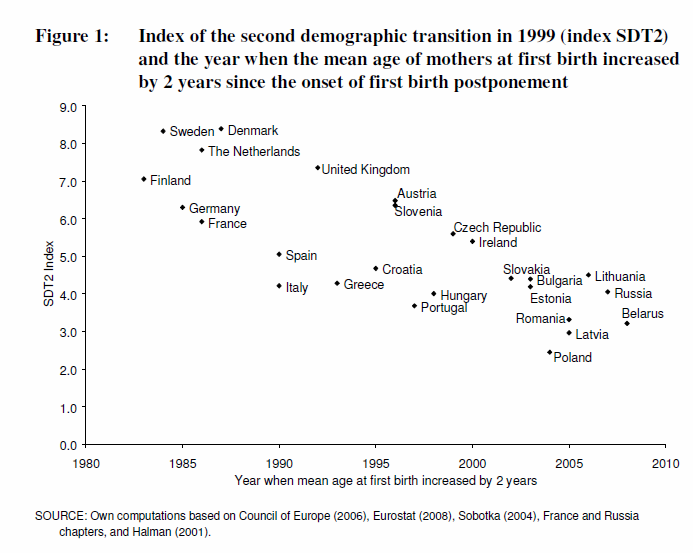 Figure 1: Index of the second demographic transition in 1999 (index SDT2)
and the year when the mean age of mothers at first birth increased
by 2 years since the onset of first birth postponement
9.0
8.0
7.0
6.0
5.0
4.0
3.0
2.0
1.0
0.0
SDT2 Index
Sweden
Denmark
The Netherlands
United Kingdom
Finland
Austria
Germany
Slovenia
France
Czech Republic
Ireland
Spain
Croatia
Slovakia
Lithuania
Italy
Greece
Bulgaria
Hungary
Estonia
Russia
Portugal
Romania
Belarus
Latvia
Poland
1980 1985 1990 1995 2000 2005 2010
Year when mean age at first birth increased by 2 years
SOURCE: Own computations based on Council of Europe (2006), Eurostat (2008), Sobotka (2004), France and Russia
chapters, and Halman (2001).